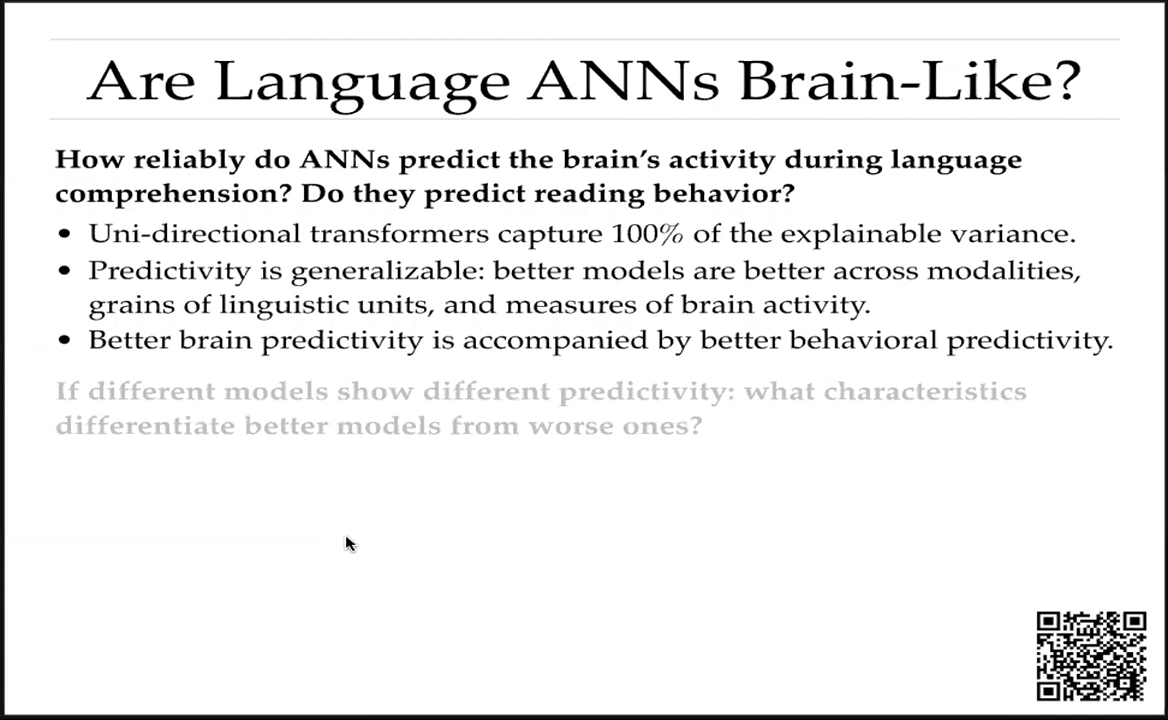 Are Language ANNs Brain-Like?
How reliably do ANNs predict the brain's activity during language
comprehension? Do they predict reading behavior?
• Uni-directional transformers capture 100% of the explainable variance.
• Predictivity is generalizable: better models are better across modalities,
grains of linguistic units, and measures of brain activity.
• Better brain predictivity is accompanied by better behavioral predictivity.
If different models show different predictivity: what characteristics
differentiate better models from worse ones?